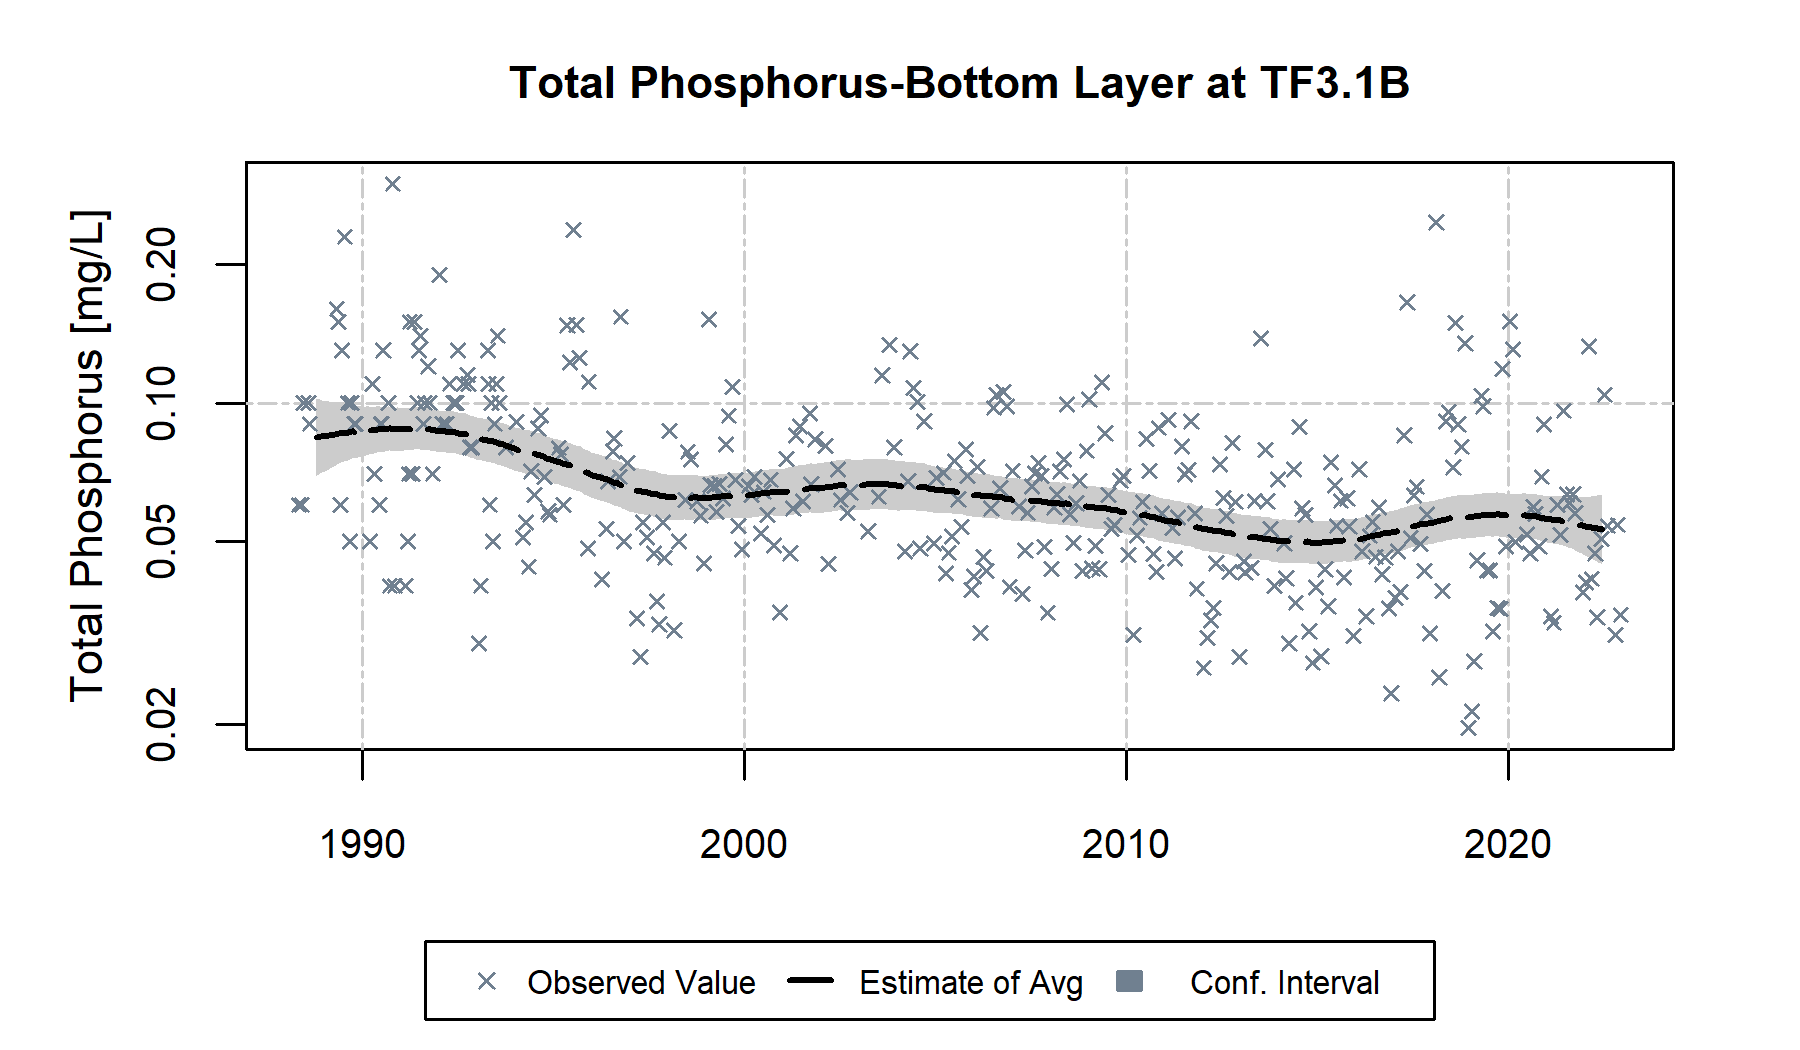 Total Phosphorus-Bottom Layer at TF3.1B
Total Phosphorus [mg/L]
0.20
0.10
0.05
0.02
1990 2000 2010 2020
Observed Value Estimate of Avg Conf. Interval